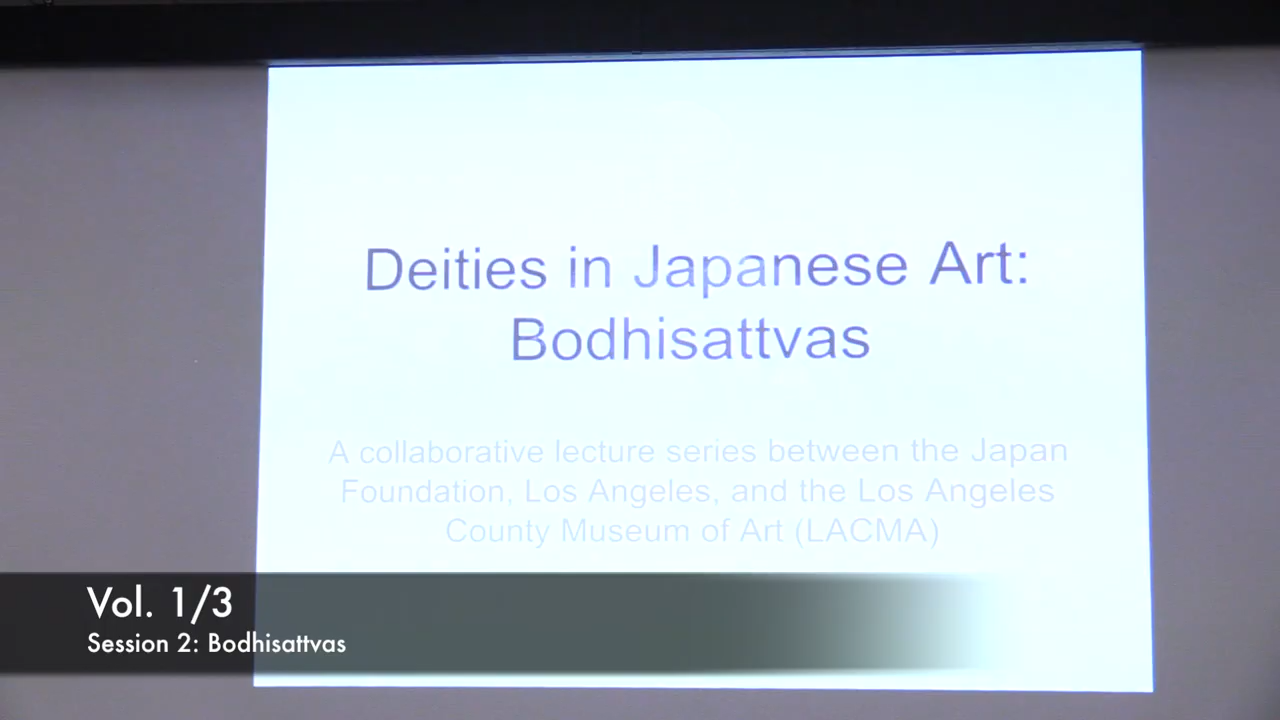 Deities in Japanese Art:
Bodhisattvas
A collaborative lecture series between the Japan
Foundation, Los Angeles, and the Los Angeles
County Museum of Art (LACMA)
Vol. 1/3
Session 2: Bodhisattvas